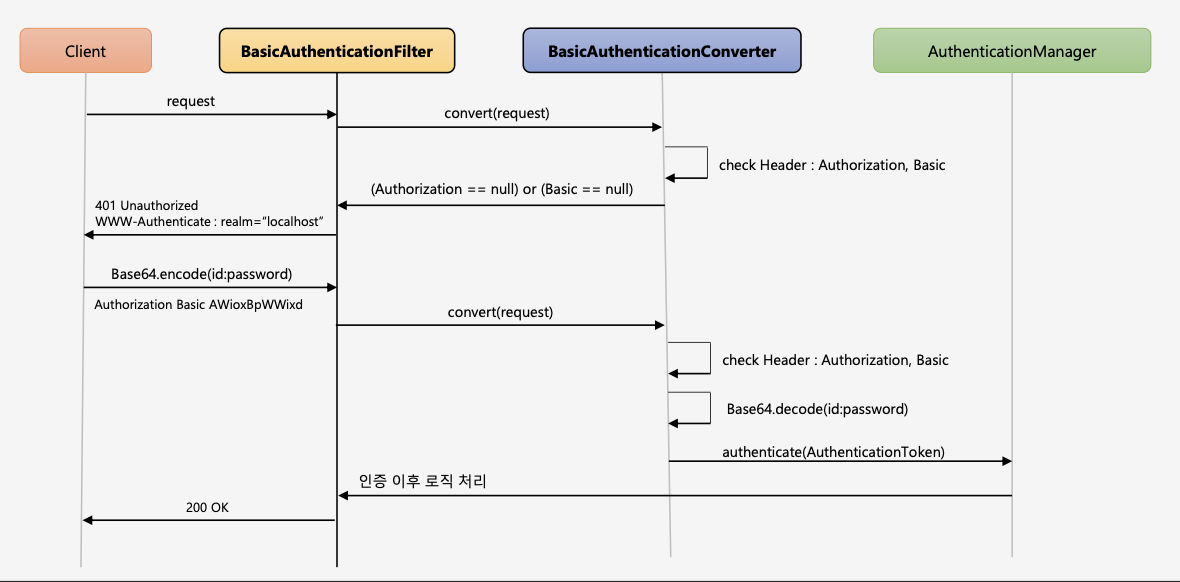 Client
BasicAuthenticationFilter
BasicAuthenticationConverter
AuthenticationManager
request
convert(request)
check Header : Authorization, Basic
(Authorization == null) or (Basic == null)
401 Unauthorized
WWW-Authenticate : realm=“localhost”
Base64.encode(id:password)
Authorization Basic AWioxBpWWixd
convert(request)
check Header : Authorization, Basic
Base64.decode(id:password)
authenticate(AuthenticationToken)
인증 이후 로직 처리
200 OK